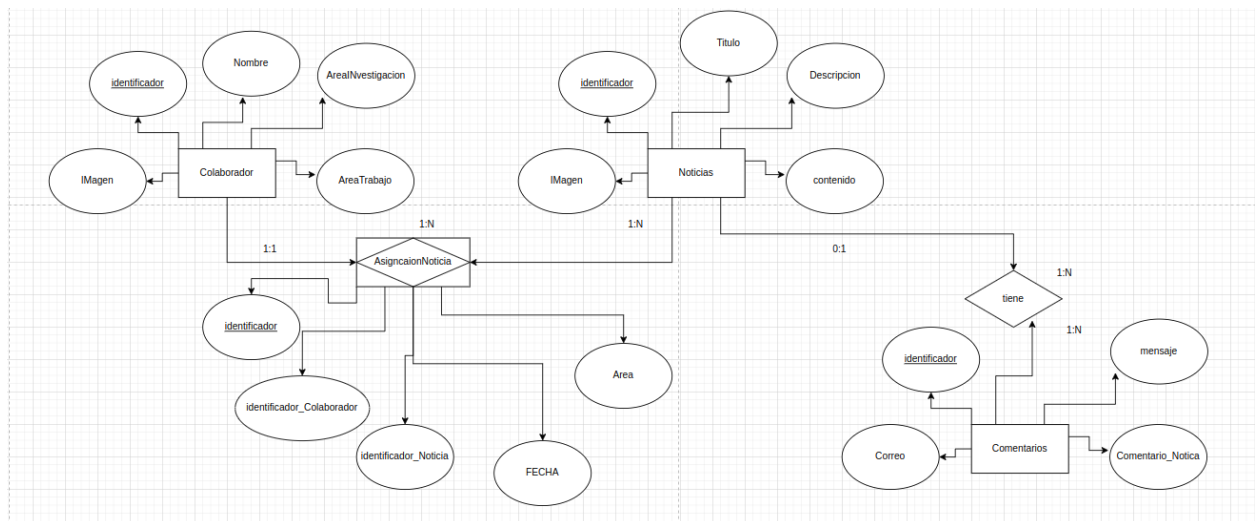 Titulo
Nombre
AreaINvestigacion
Descripcion
identificador
identificador
IMagen
Colaborador
AreaTrabajo
IMagen
Noticias
contenido
1:N
1:N
1:1
0:1
AsigncaionNoticia
1:N
tiene
identificador
1:N
mensaje
identificador
Area
identificador_Colaborador
Comentarios
identificador_Noticia
Correo
Comentario_Notica
FECHA